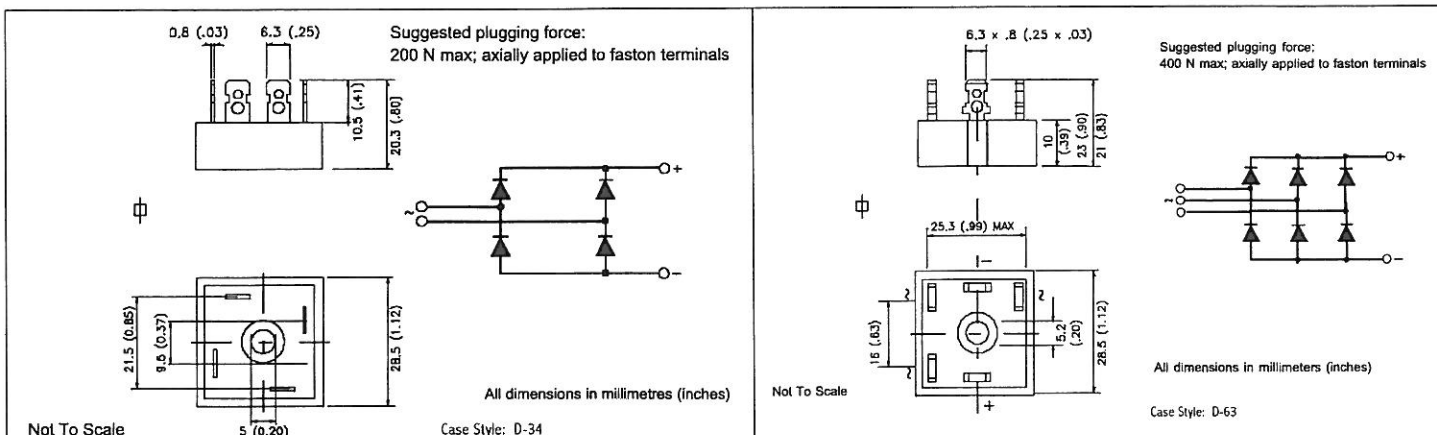 0.8 (.03)
6.3 (.25)
Suggested plugging force:
200 N max; axially applied to faston terminals
10.5 (.41)
20.3 (.80)
+
~
−
21.5 (0.85)
9.5 (0.37)
28.5 (1.12)
5 (0.20)
All dimensions in millimetres (inches)
Not To Scale
Case Style: D-34
6.3 x .8 (.25 x .03)
Suggested plugging force:
400 N max; axially applied to faston terminals
10
(.39)
23 (.90)
21 (.83)
+
~
−
25.3 (.99) MAX
−
~
~
~
16 (.63)
5.2
(.20)
28.5 (1.12)
+
Not To Scale
All dimensions in millimeters (inches)
Case Style: D-63